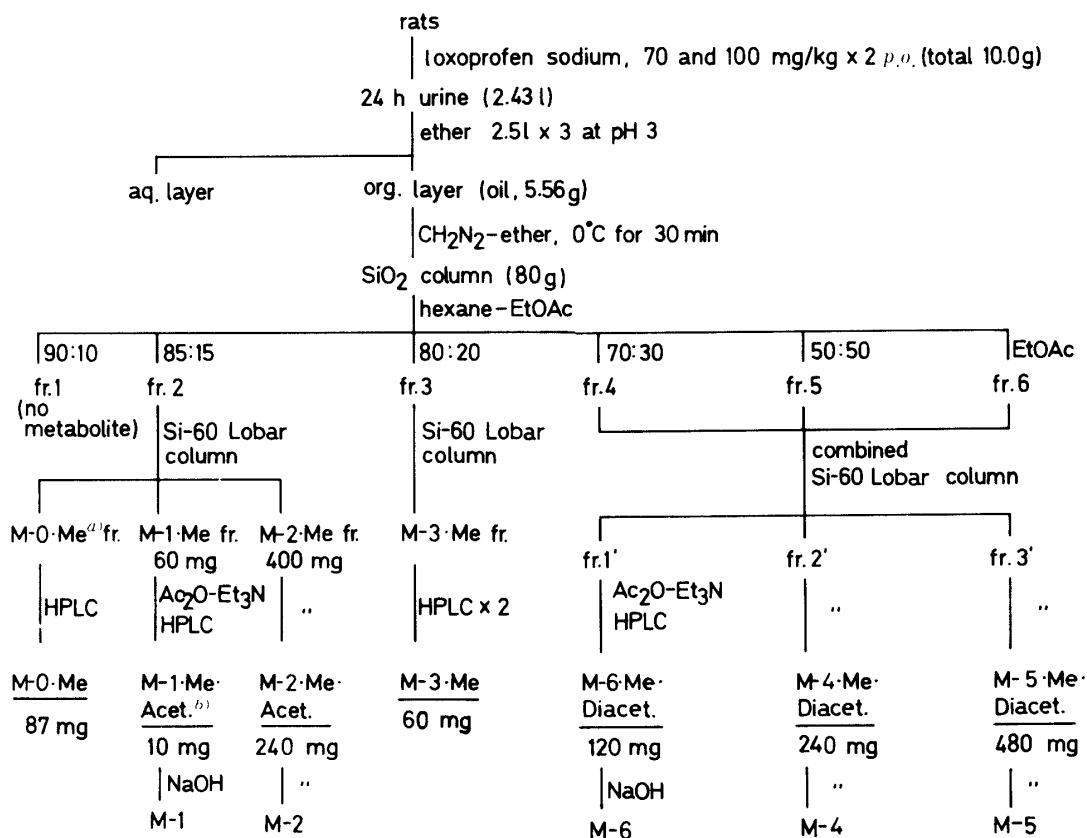 rats
loxoprofen sodium, 70 and 100 mg/kg x 2 p.o. (total 10.0g)
24 h urine (2.43 l)
ether 2.5l x 3 at pH 3
aq. layer
org. layer (oil, 5.56g)
CH₂N₂-ether, 0°C for 30 min
SiO₂ column (80g)
hexane-EtOAc
90:10 85:15 80:20 70:30 50:50 EtOAc
fr.1 fr. 2 fr.3 fr.4 fr.5 fr.6
(no metabolite)
Si-60 Lobar column
Si-60 Lobar column
combined
Si-60 Lobar column
M-0·Me a) fr. M-1·Me fr. M-2·Me fr. M-3·Me fr.
60 mg 400 mg
fr.1' fr.2' fr.3'
HPLC
Ac₂O-Et₃N
HPLC
"
HPLC x 2
Ac₂O-Et₃N
HPLC
" "
M-0·Me M-1·Me· M-2·Me· M-3·Me M-6·Me· M-4·Me· M-5·Me·
Acet. b) Acet. Diacet. Diacet. Diacet.
87 mg 10 mg 240 mg 60 mg 120 mg 240 mg 480 mg
NaOH " NaOH " "
M-1 M-2 M-6 M-4 M-5